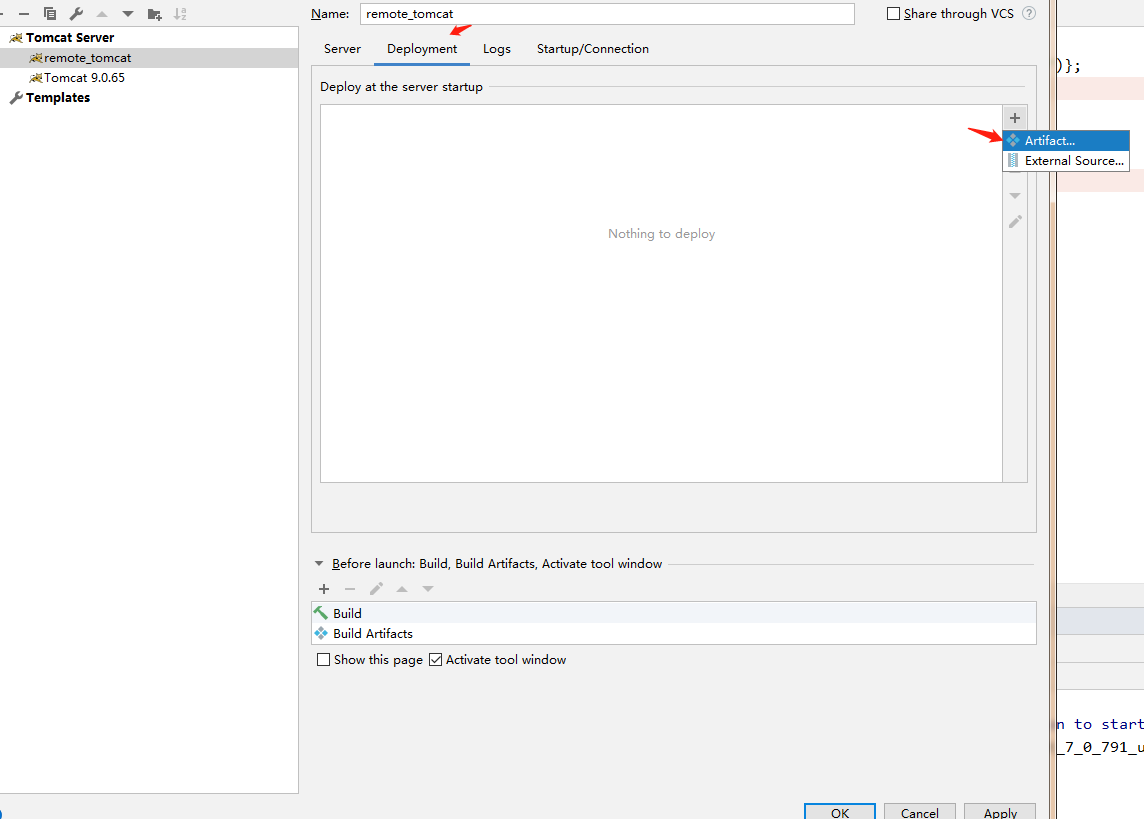 Name: remote_tomcat Share through VCS ?
Tomcat Server
remote_tomcat
Tomcat 9.0.65
Templates
Server Deployment Logs Startup/Connection
)};
Deploy at the server startup
Artifact...
External Source...
Nothing to deploy
Before launch: Build, Build Artifacts, Activate tool window
Build
Build Artifacts
Show this page Activate tool window
n to start
_7_0_791_u
OK Cancel Apply